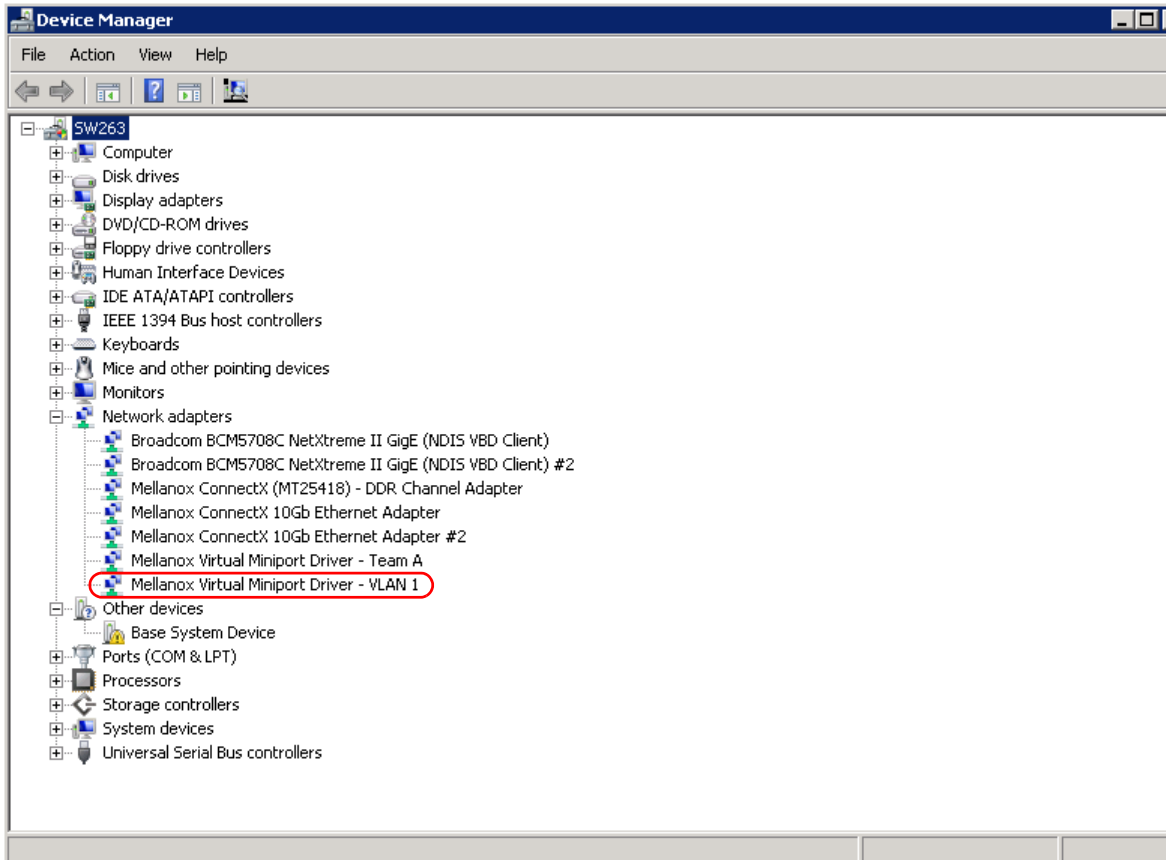 Device Manager
File Action View Help
SW263
Computer
Disk drives
Display adapters
DVD/CD-ROM drives
Floppy drive controllers
Human Interface Devices
IDE ATA/ATAPI controllers
IEEE 1394 Bus host controllers
Keyboards
Mice and other pointing devices
Monitors
Network adapters
Broadcom BCM5708C NetXtreme II GigE (NDIS VBD Client)
Broadcom BCM5708C NetXtreme II GigE (NDIS VBD Client) #2
Mellanox ConnectX (MT25418) - DDR Channel Adapter
Mellanox ConnectX 10Gb Ethernet Adapter
Mellanox ConnectX 10Gb Ethernet Adapter #2
Mellanox Virtual Miniport Driver - Team A
Mellanox Virtual Miniport Driver - VLAN 1
Other devices
Base System Device
Ports (COM & LPT)
Processors
Storage controllers
System devices
Universal Serial Bus controllers